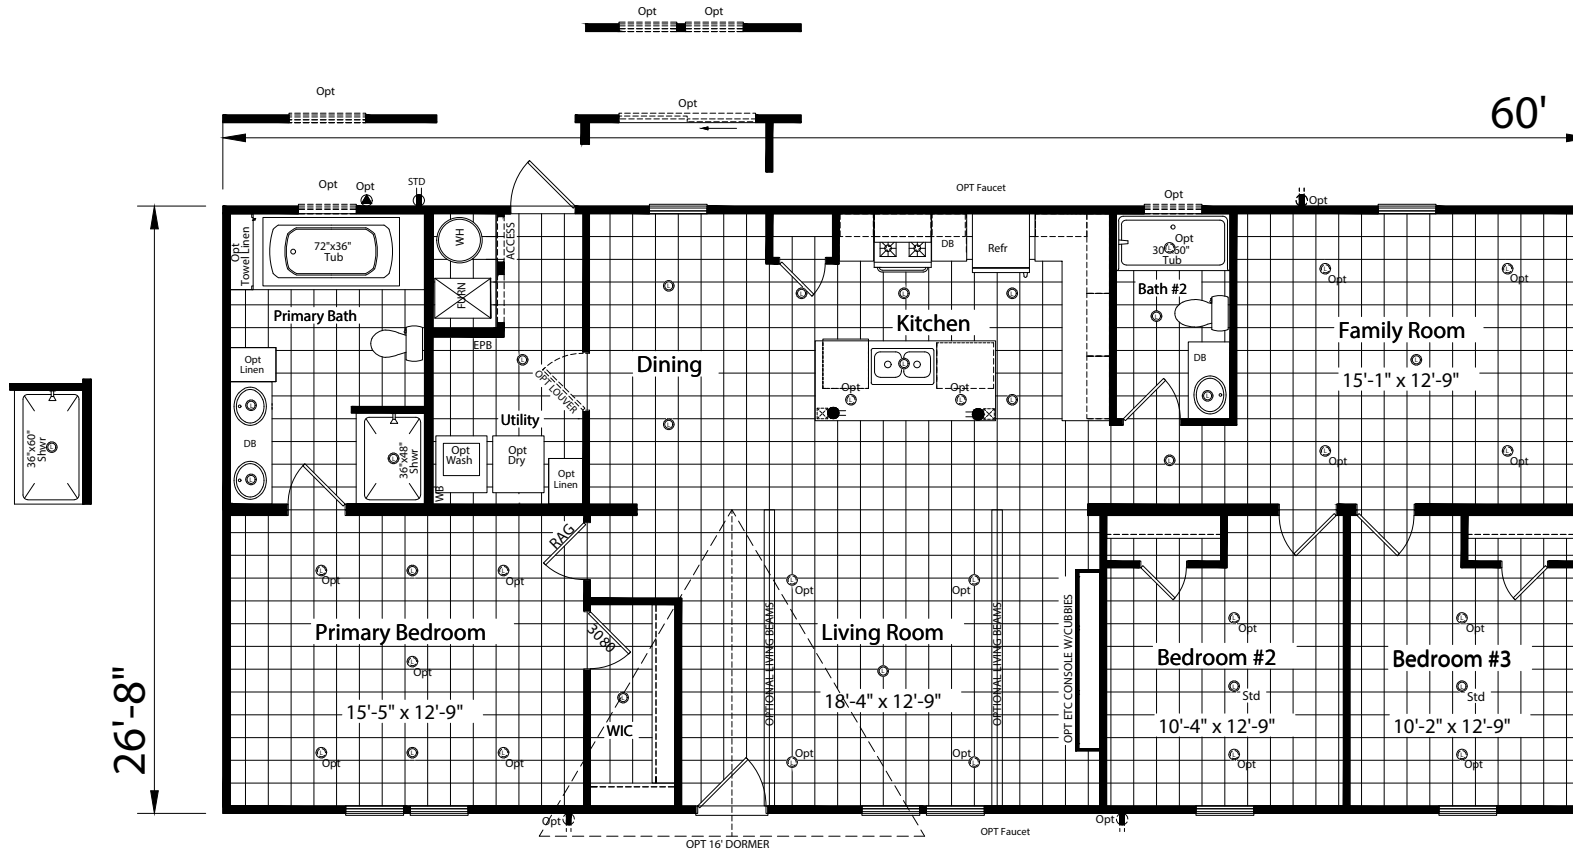 Opt Opt
Opt
Opt
60'
Opt
Opt
STD
OPT Faucet
Opt
Opt
Opt
Towel Linen
72"x36"
Tub
WH
ACCESS
DB
Refr
Opt
30"x60"
Tub
Opt
Opt
FURN
Primary Bath
EPB
Kitchen
Bath #2
Family Room
15'-1" x 12'-9"
Opt
Linen
Dining
OPT LOUVER
DB
Opt
Opt
36"x60"
Shwr
DB
Utility
Opt
Wash
Opt
Dry
Opt
Linen
WB
36"x48"
Shwr
Opt
Opt
RAG
Opt
Opt
Opt
Opt
3080
Primary Bedroom
Opt
15'-5" x 12'-9"
Opt
Opt
WIC
OPTIONAL LIVING BEAMS
Living Room
18'-4" x 12'-9"
OPTIONAL LIVING BEAMS
Opt
Opt
OPT ETC CONSOLE W/CUBBIES
Opt
Bedroom #2
Std
10'-4" x 12'-9"
Opt
Opt
Bedroom #3
Std
10'-2" x 12'-9"
Opt
26'-8"
Opt
OPT 16' DORMER
OPT Faucet
Opt